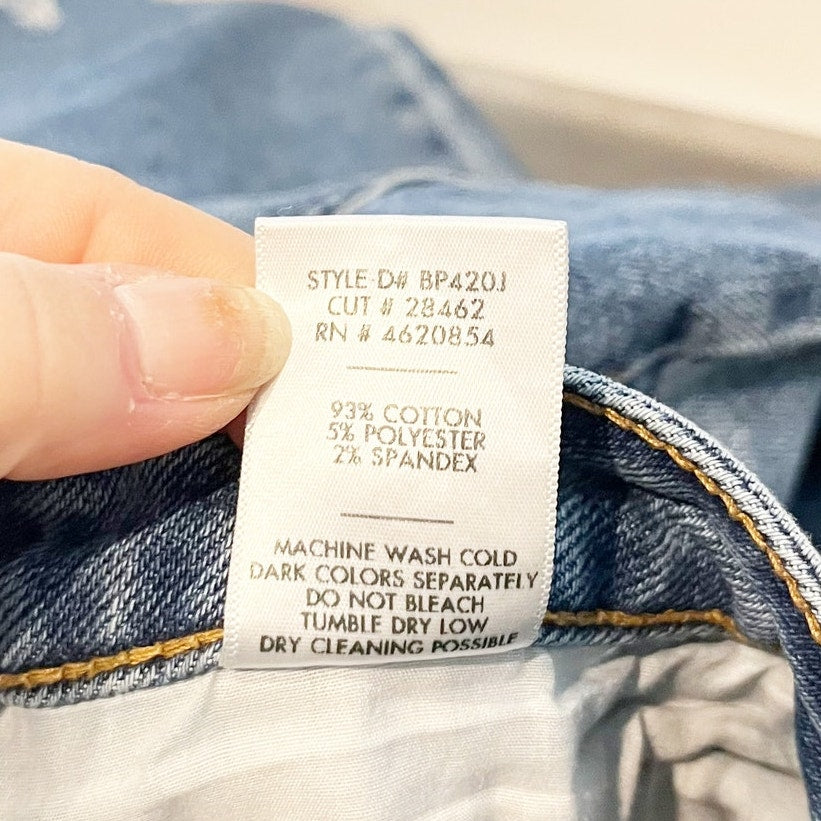 STYLE-D# BP420J
CUT # 28462
RN # 4620854
93% COTTON
5% POLYESTER
2% SPANDEX
MACHINE WASH COLD
DARK COLORS SEPARATELY
DO NOT BLEACH
TUMBLE DRY LOW
DRY CLEANING POSSIBLE